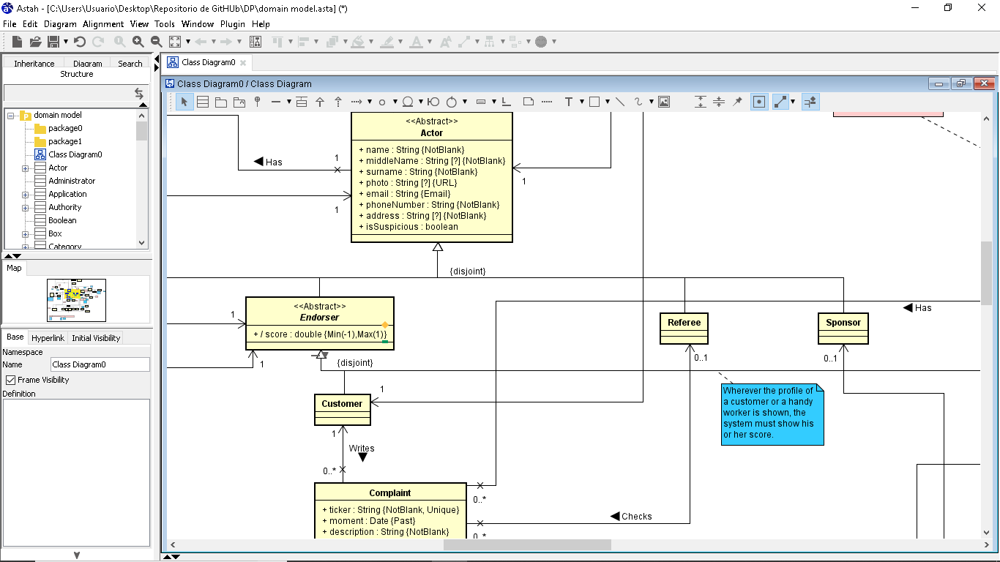 Astah - [C:\Users\Usuario\Desktop\Repositorio de GitHUb\DP\domain model.asta] (*)
File Edit Diagram Alignment View Tools Window Plugin Help
Inheritance Diagram Search
Structure
domain model
package0
package1
Class Diagram0
Actor
Administrator
Application
Authority
Boolean
Box
Category
Map
Base Hyperlink Initial Visibility
Namespace
Name Class Diagram0
Frame Visibility
Definition
Class Diagram0
Class Diagram0 / Class Diagram
<<Abstract>>
Actor
+ name : String {NotBlank}
+ middleName : String [?] {NotBlank}
+ surname : String {NotBlank}
+ photo : String [?] {URL}
+ email : String {Email}
+ phoneNumber : String {NotBlank}
+ address : String [?] {NotBlank}
+ isSuspicious : boolean
1
Has
1
1
{disjoint}
<<Abstract>>
Endorser
+ / score : double {Min(-1),Max(1)}
1
1
{disjoint}
Referee
0..1
Sponsor
0..1
Has
Wherever the profile of
a customer or a handy
worker is shown, the
system must show his
or her score.
Customer
1
1
Writes
0..*
Complaint
+ ticker : String {NotBlank, Unique}
+ moment : Date {Past}
+ description : String {NotBlank}
0..*
Checks
0..*